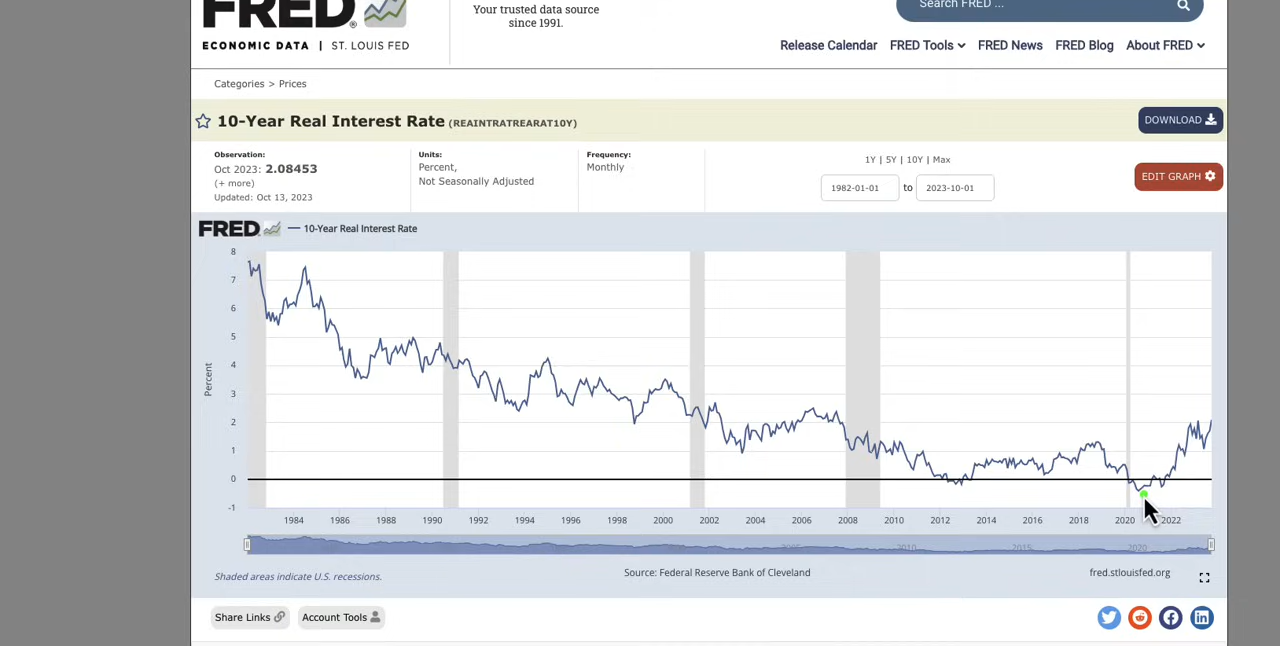 FRED®
Your trusted data source
since 1991.
Search FRED ...
ECONOMIC DATA | ST. LOUIS FED
Release Calendar FRED Tools FRED News FRED Blog About FRED
Categories > Prices
10-Year Real Interest Rate (REAINTRATREARAT10Y)
DOWNLOAD
Observation:
Oct 2023: 2.08453
(+ more)
Updated: Oct 13, 2023
Units:
Percent,
Not Seasonally Adjusted
Frequency:
Monthly
1Y | 5Y | 10Y | Max
1982-01-01 to 2023-10-01
EDIT GRAPH
FRED 10-Year Real Interest Rate
8
7
6
5
4
3
2
1
0
-1
Percent
1984 1986 1988 1990 1992 1994 1996 1998 2000 2002 2004 2006 2008 2010 2012 2014 2016 2018 2020 2022
2005 2010 2015 2020
Shaded areas indicate U.S. recessions.
Source: Federal Reserve Bank of Cleveland
fred.stlouisfed.org
Share Links Account Tools